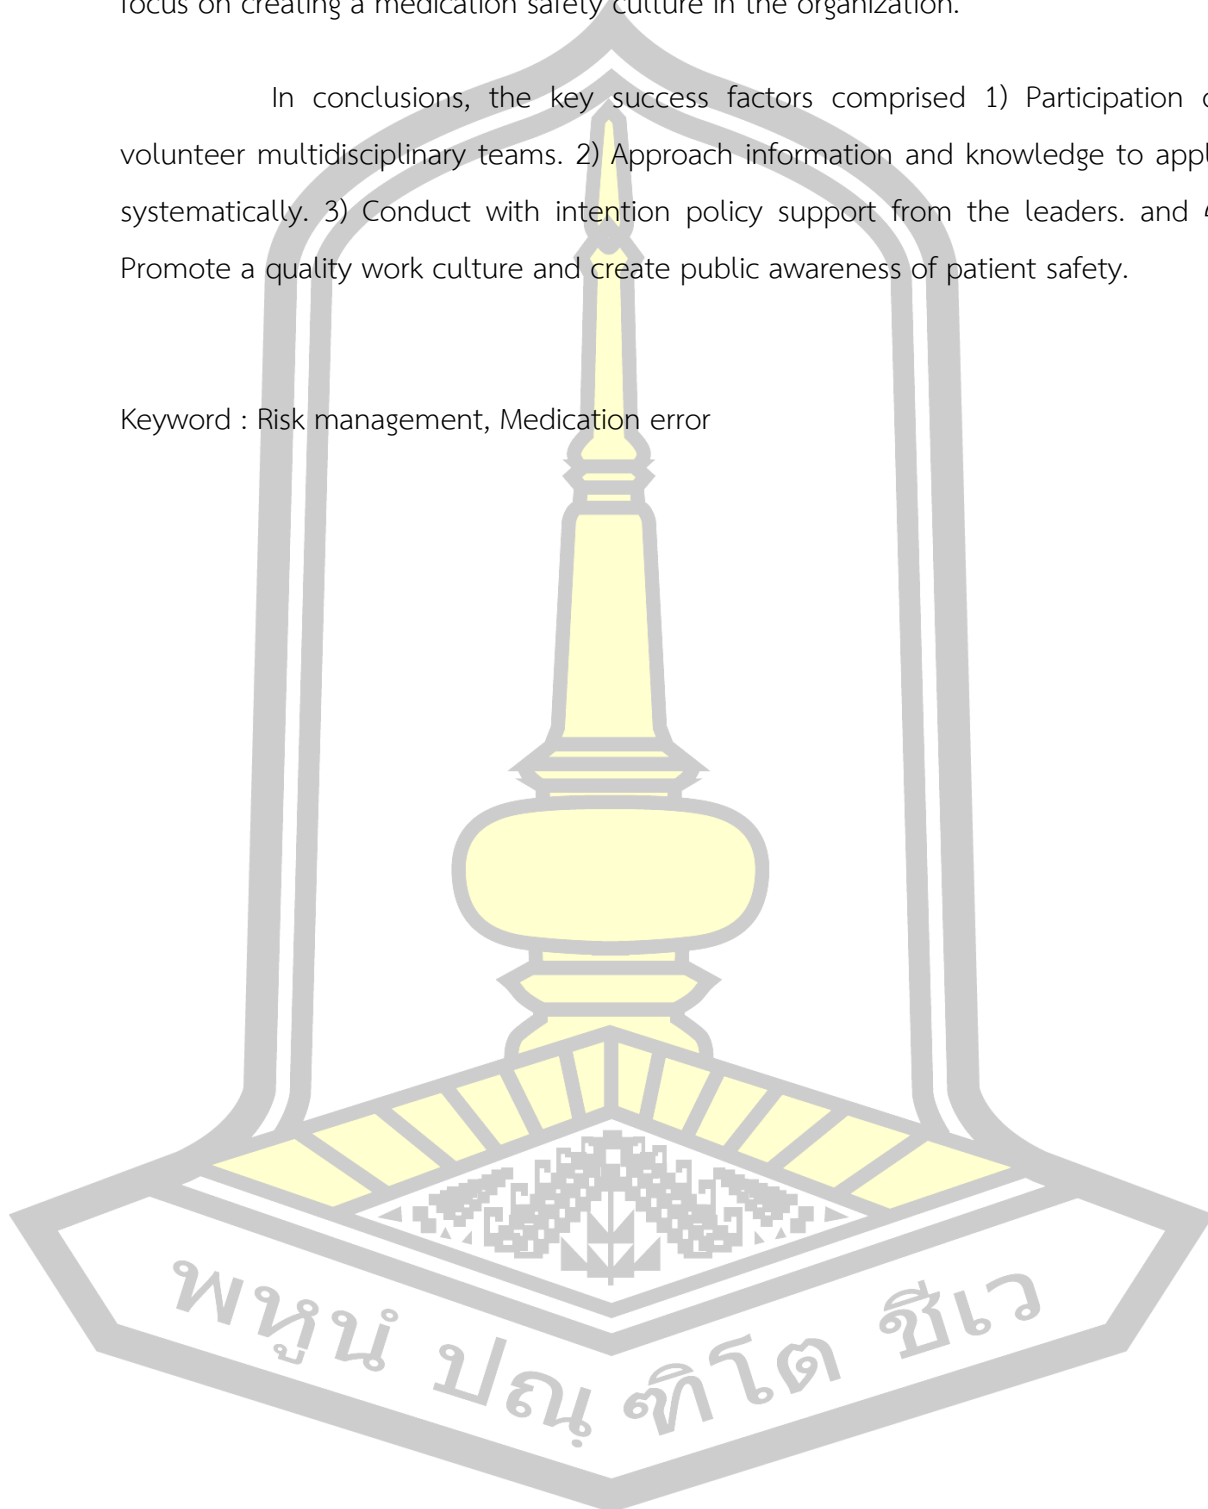 focus on creating a medication safety culture in the organization.
In conclusions, the key success factors comprised 1) Participation
volunteer multidisciplinary teams. 2) Approach information and knowledge to
systematically. 3) Conduct with intention policy support from the leaders. and
Promote a quality work culture and create public awareness of patient safety.
Keyword : Risk management, Medication error
พหูนํ ปณฺฑิโต ชีเว